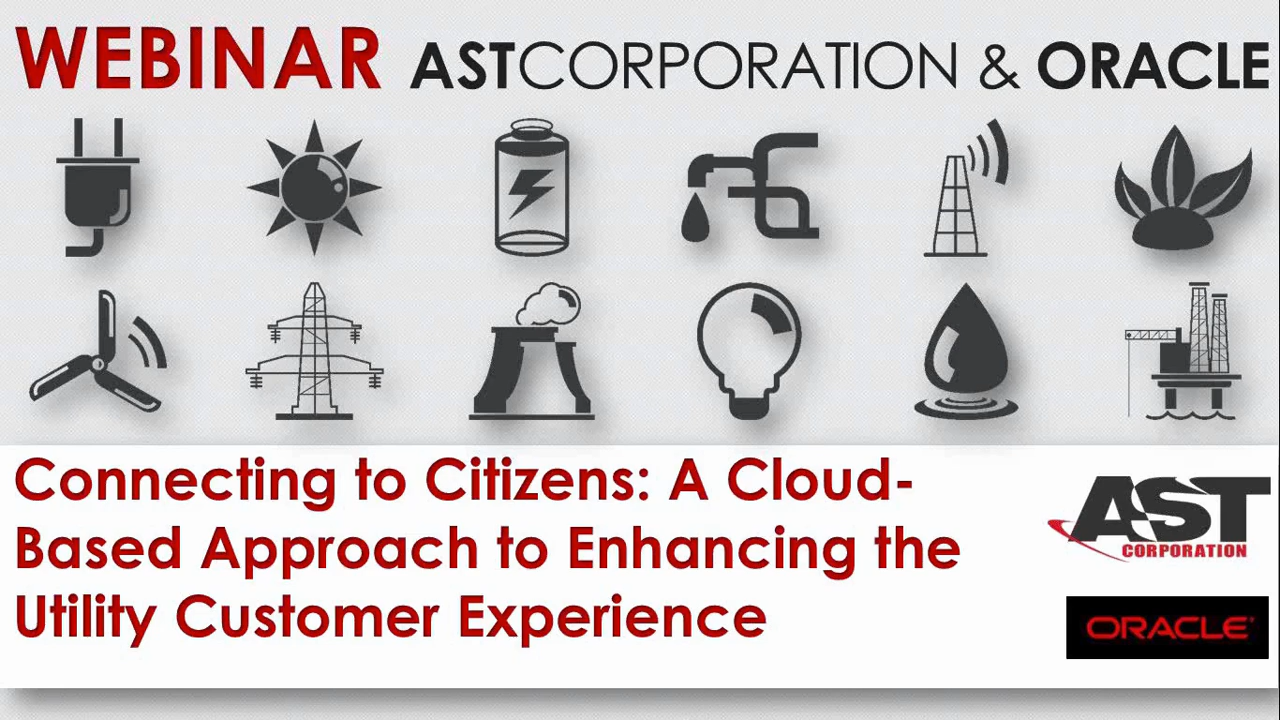 WEBINAR ASTCORPORATION & ORACLE
Connecting to Citizens: A Cloud-
Based Approach to Enhancing the
Utility Customer Experience
AST
CORPORATION
ORACLE